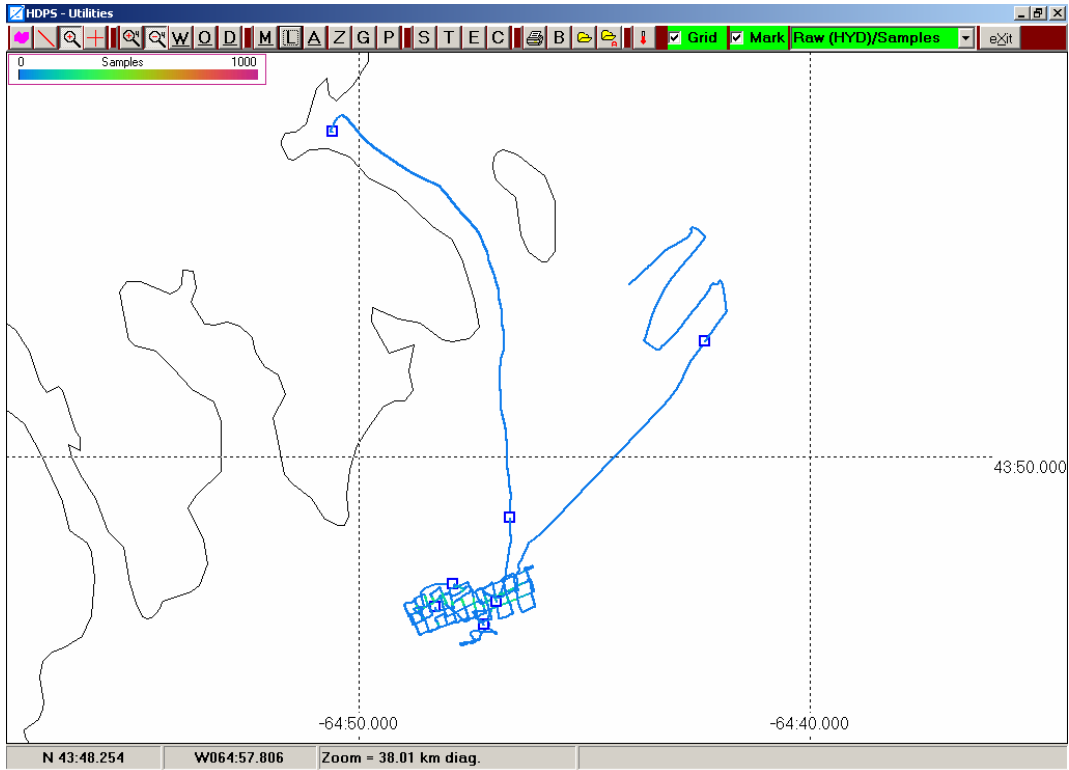 HDPS - Utilities
W O D M L A Z G P S T E C B Grid Mark Raw (HYD)/Samples eXit
0 Samples 1000
43:50.000
-64:50.000 -64:40.000
N 43:48.254 W064:57.806 Zoom = 38.01 km diag.